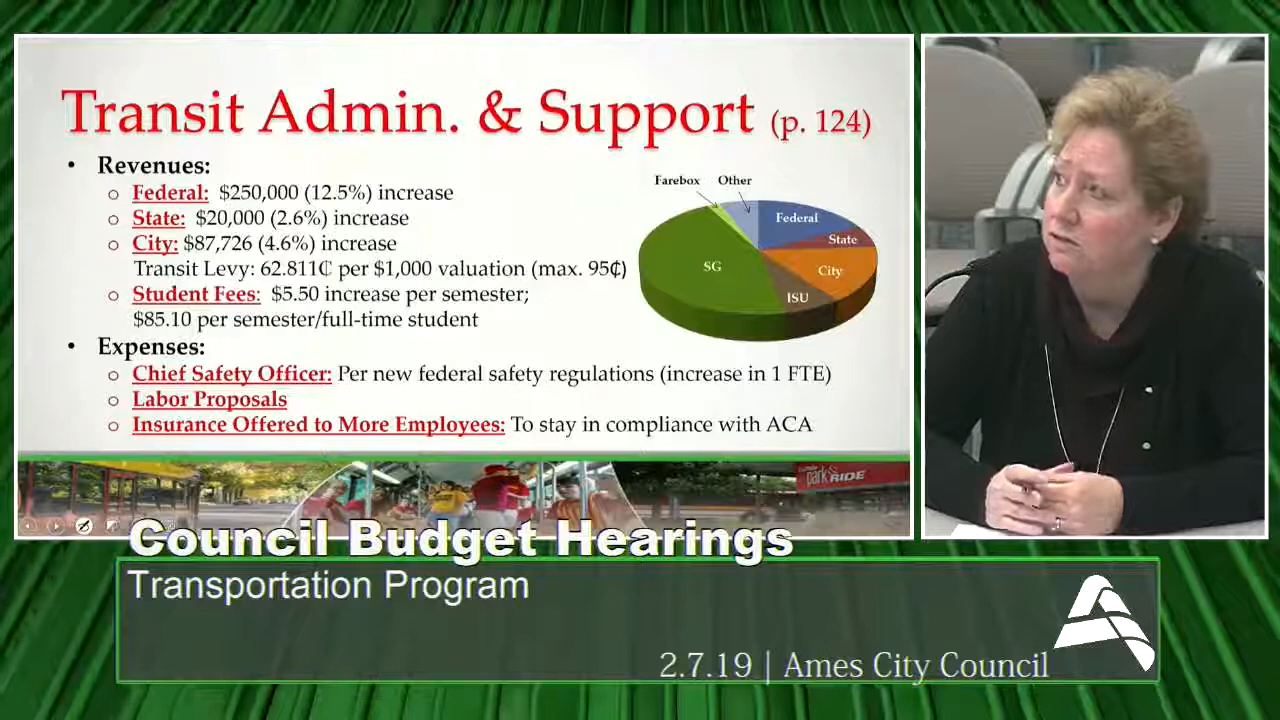 Transit Admin. & Support (p. 124)
• Revenues:
o Federal: $250,000 (12.5%) increase
o State: $20,000 (2.6%) increase
o City: $87,726 (4.6%) increase
Transit Levy: 62.811₵ per $1,000 valuation (max. 95₵)
o Student Fees: $5.50 increase per semester;
$85.10 per semester/full-time student
• Expenses:
o Chief Safety Officer: Per new federal safety regulations (increase in 1 FTE)
o Labor Proposals
o Insurance Offered to More Employees: To stay in compliance with ACA
Farebox
Other
Federal
State
City
ISU
SG
park & RIDE
Council Budget Hearings
Transportation Program
2.7.19 | Ames City Council